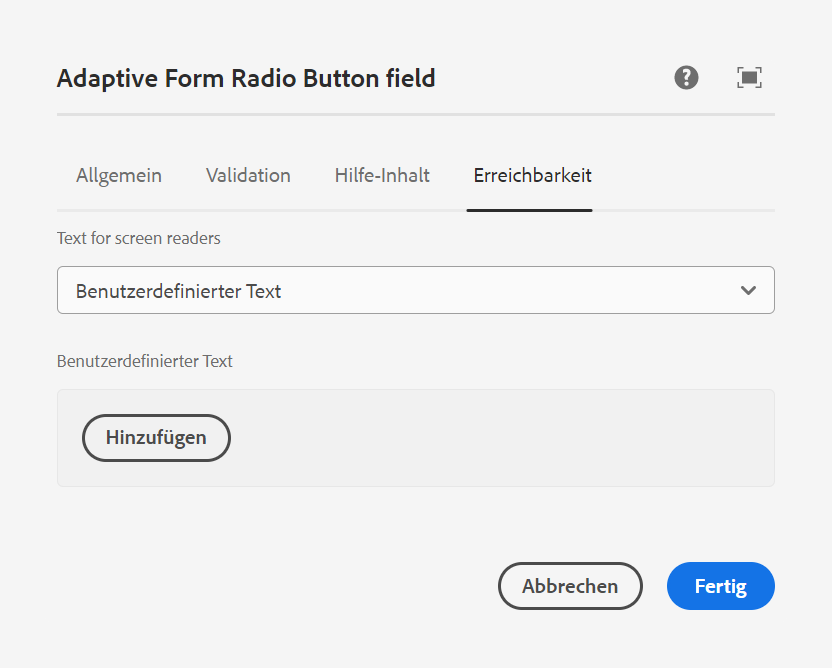 Adaptive Form Radio Button field
Allgemein Validation Hilfe-Inhalt Erreichbarkeit
Text for screen readers
Benutzerdefinierter Text
Benutzerdefinierter Text
Hinzufügen
Abbrechen Fertig